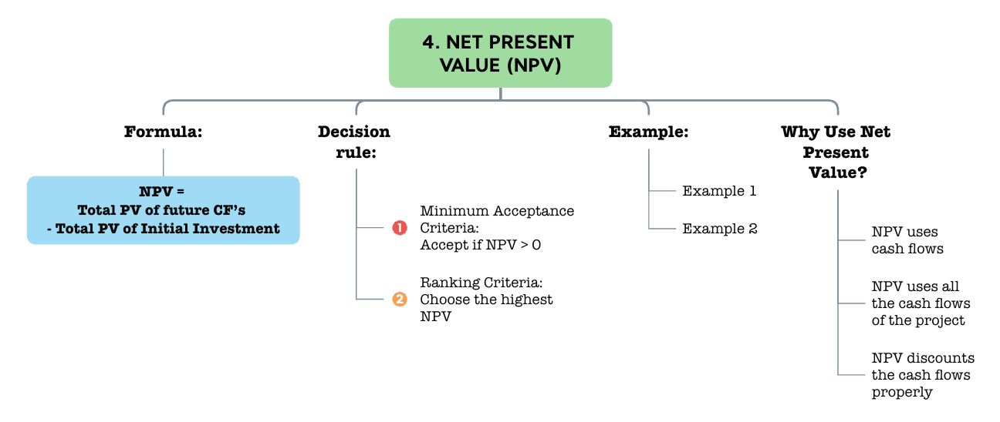 4. NET PRESENT
VALUE (NPV)
Formula:
NPV =
Total PV of future CF's
- Total PV of Initial Investment
Decision
rule:
1
Minimum Acceptance
Criteria:
Accept if NPV > 0
2
Ranking Criteria:
Choose the highest
NPV
Example:
Example 1
Example 2
Why Use Net
Present
Value?
NPV uses
cash flows
NPV uses all
the cash flows
of the project
NPV discounts
the cash flows
properly